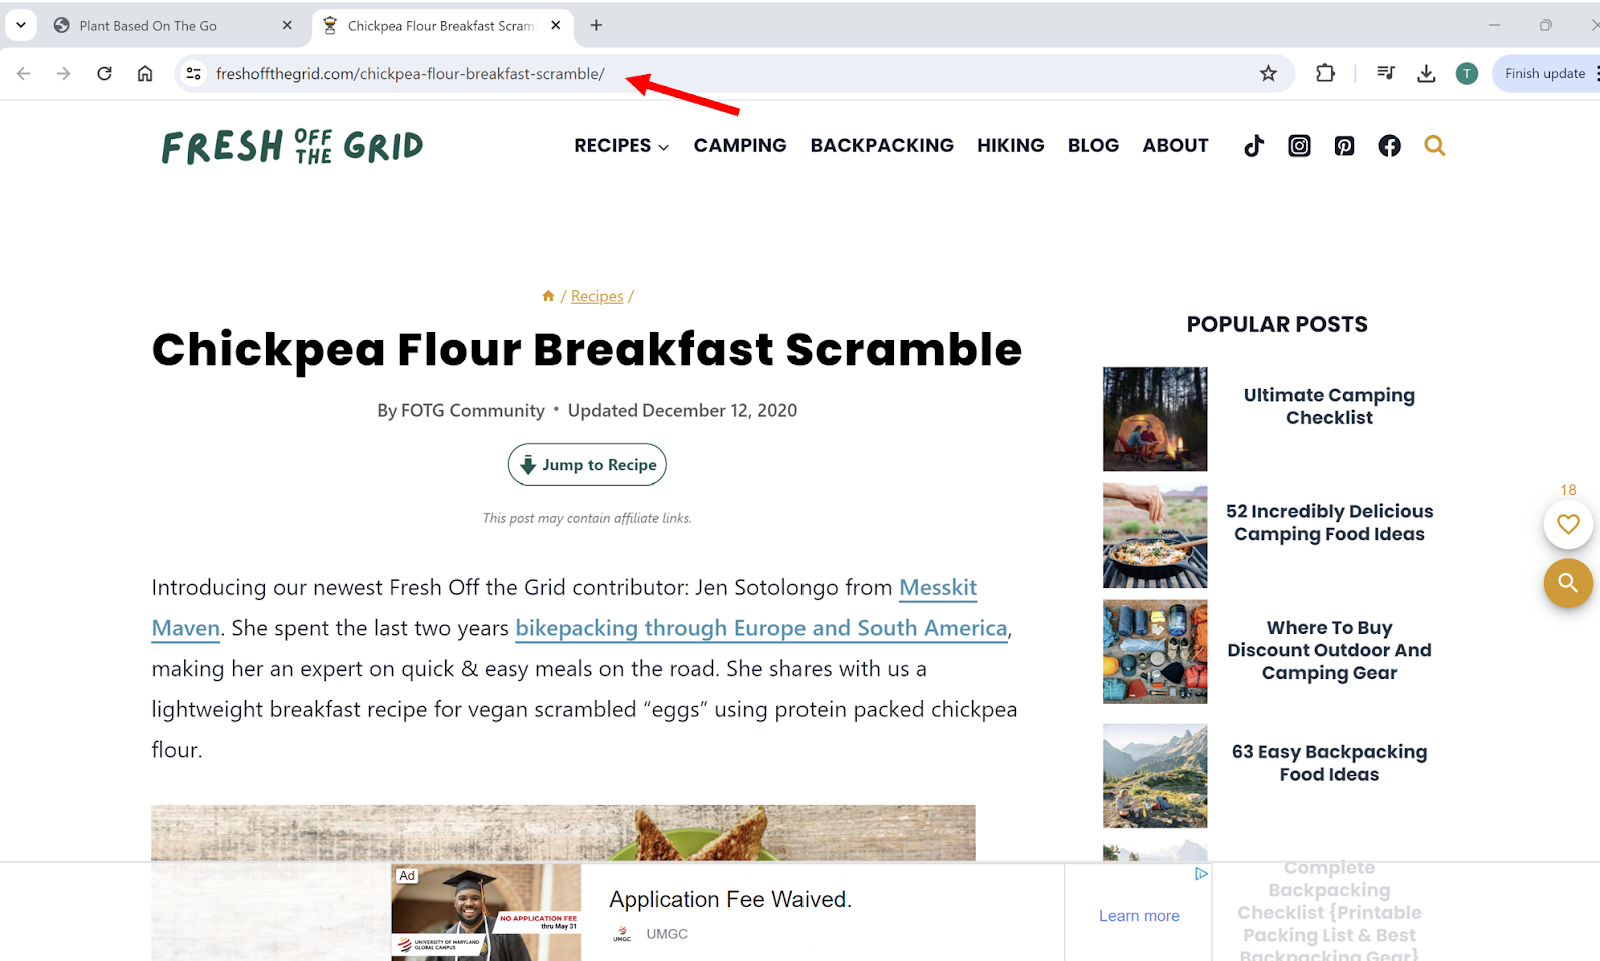 Plant Based On The Go
Chickpea Flour Breakfast Scram
freshoffthegrid.com/chickpea-flour-breakfast-scramble/
T
Finish update
FRESH OFF THE GRID
RECIPES
CAMPING
BACKPACKING
HIKING
BLOG
ABOUT
/ Recipes /
Chickpea Flour Breakfast Scramble
By FOTG Community • Updated December 12, 2020
Jump to Recipe
This post may contain affiliate links.
Introducing our newest Fresh Off the Grid contributor: Jen Sotolongo from Messkit
Maven. She spent the last two years bikepacking through Europe and South America,
making her an expert on quick & easy meals on the road. She shares with us a
lightweight breakfast recipe for vegan scrambled “eggs” using protein packed chickpea
flour.
POPULAR POSTS
Ultimate Camping
Checklist
52 Incredibly Delicious
Camping Food Ideas
Where To Buy
Discount Outdoor And
Camping Gear
63 Easy Backpacking
Food Ideas
Complete
Backpacking
Checklist {Printable
Packing List & Best
Backpacking Gear}
18
Ad
NO APPLICATION FEE
thru May 31
UNIVERSITY OF MARYLAND
GLOBAL CAMPUS
Application Fee Waived.
UMGC
UMGC
Learn more